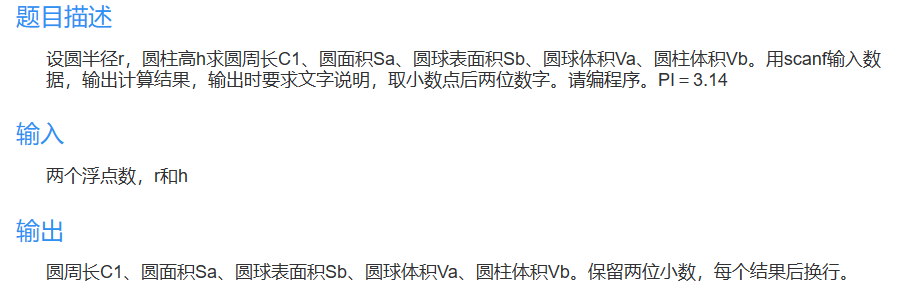 题目描述
设圆半径r，圆柱高h求圆周长C1、圆面积Sa、圆球表面积Sb、圆球体积Va、圆柱体积Vb。用scanf输入数
据，输出计算结果，输出时要求文字说明，取小数点后两位数字。请编程序。PI＝3.14
输入
两个浮点数，r和h
输出
圆周长C1、圆面积Sa、圆球表面积Sb、圆球体积Va、圆柱体积Vb。保留两位小数，每个结果后换行。